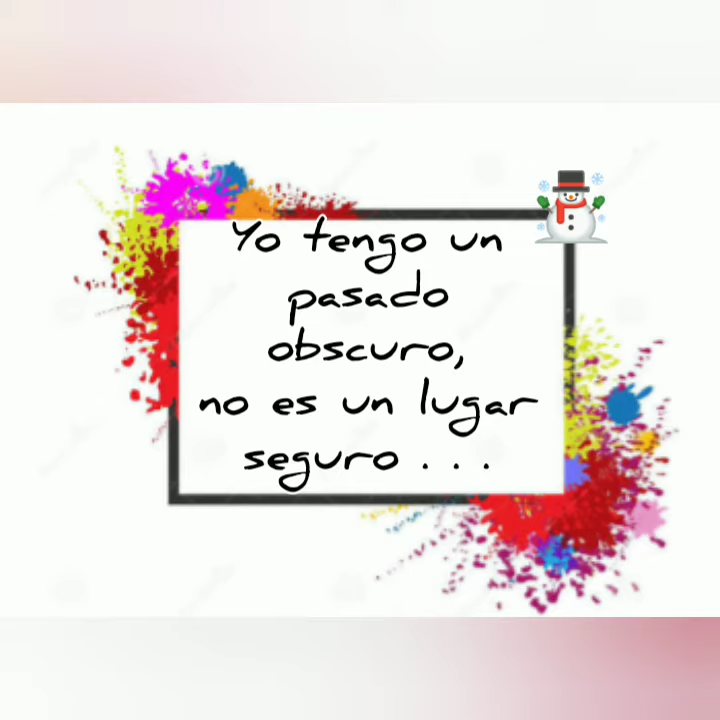 Yo tengo un
pasado
obscuro,
no es un lugar
seguro . . .